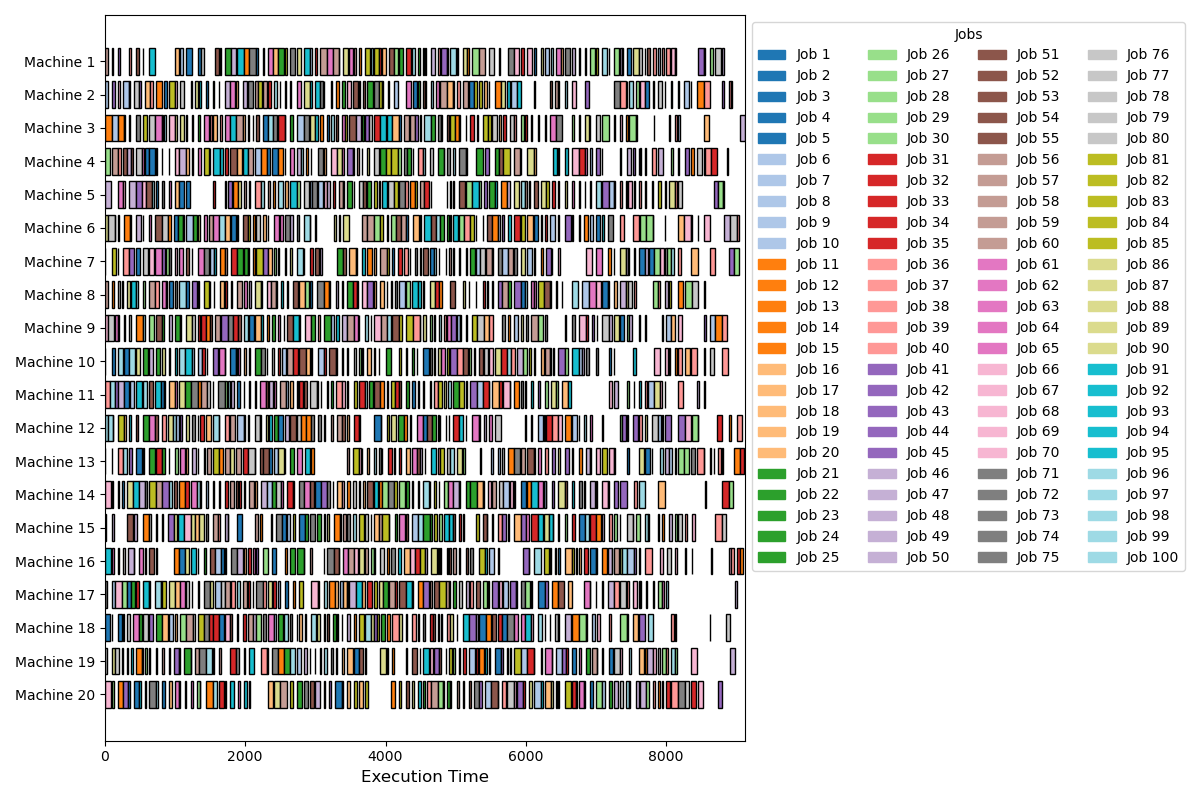 Machine 1
Machine 2
Machine 3
Machine 4
Machine 5
Machine 6
Machine 7
Machine 8
Machine 9
Machine 10
Machine 11
Machine 12
Machine 13
Machine 14
Machine 15
Machine 16
Machine 17
Machine 18
Machine 19
Machine 20
0 2000 4000 6000 8000
Execution Time
Jobs
Job 1 Job 26 Job 51 Job 76
Job 2 Job 27 Job 52 Job 77
Job 3 Job 28 Job 53 Job 78
Job 4 Job 29 Job 54 Job 79
Job 5 Job 30 Job 55 Job 80
Job 6 Job 31 Job 56 Job 81
Job 7 Job 32 Job 57 Job 82
Job 8 Job 33 Job 58 Job 83
Job 9 Job 34 Job 59 Job 84
Job 10 Job 35 Job 60 Job 85
Job 11 Job 36 Job 61 Job 86
Job 12 Job 37 Job 62 Job 87
Job 13 Job 38 Job 63 Job 88
Job 14 Job 39 Job 64 Job 89
Job 15 Job 40 Job 65 Job 90
Job 16 Job 41 Job 66 Job 91
Job 17 Job 42 Job 67 Job 92
Job 18 Job 43 Job 68 Job 93
Job 19 Job 44 Job 69 Job 94
Job 20 Job 45 Job 70 Job 95
Job 21 Job 46 Job 71 Job 96
Job 22 Job 47 Job 72 Job 97
Job 23 Job 48 Job 73 Job 98
Job 24 Job 49 Job 74 Job 99
Job 25 Job 50 Job 75 Job 100